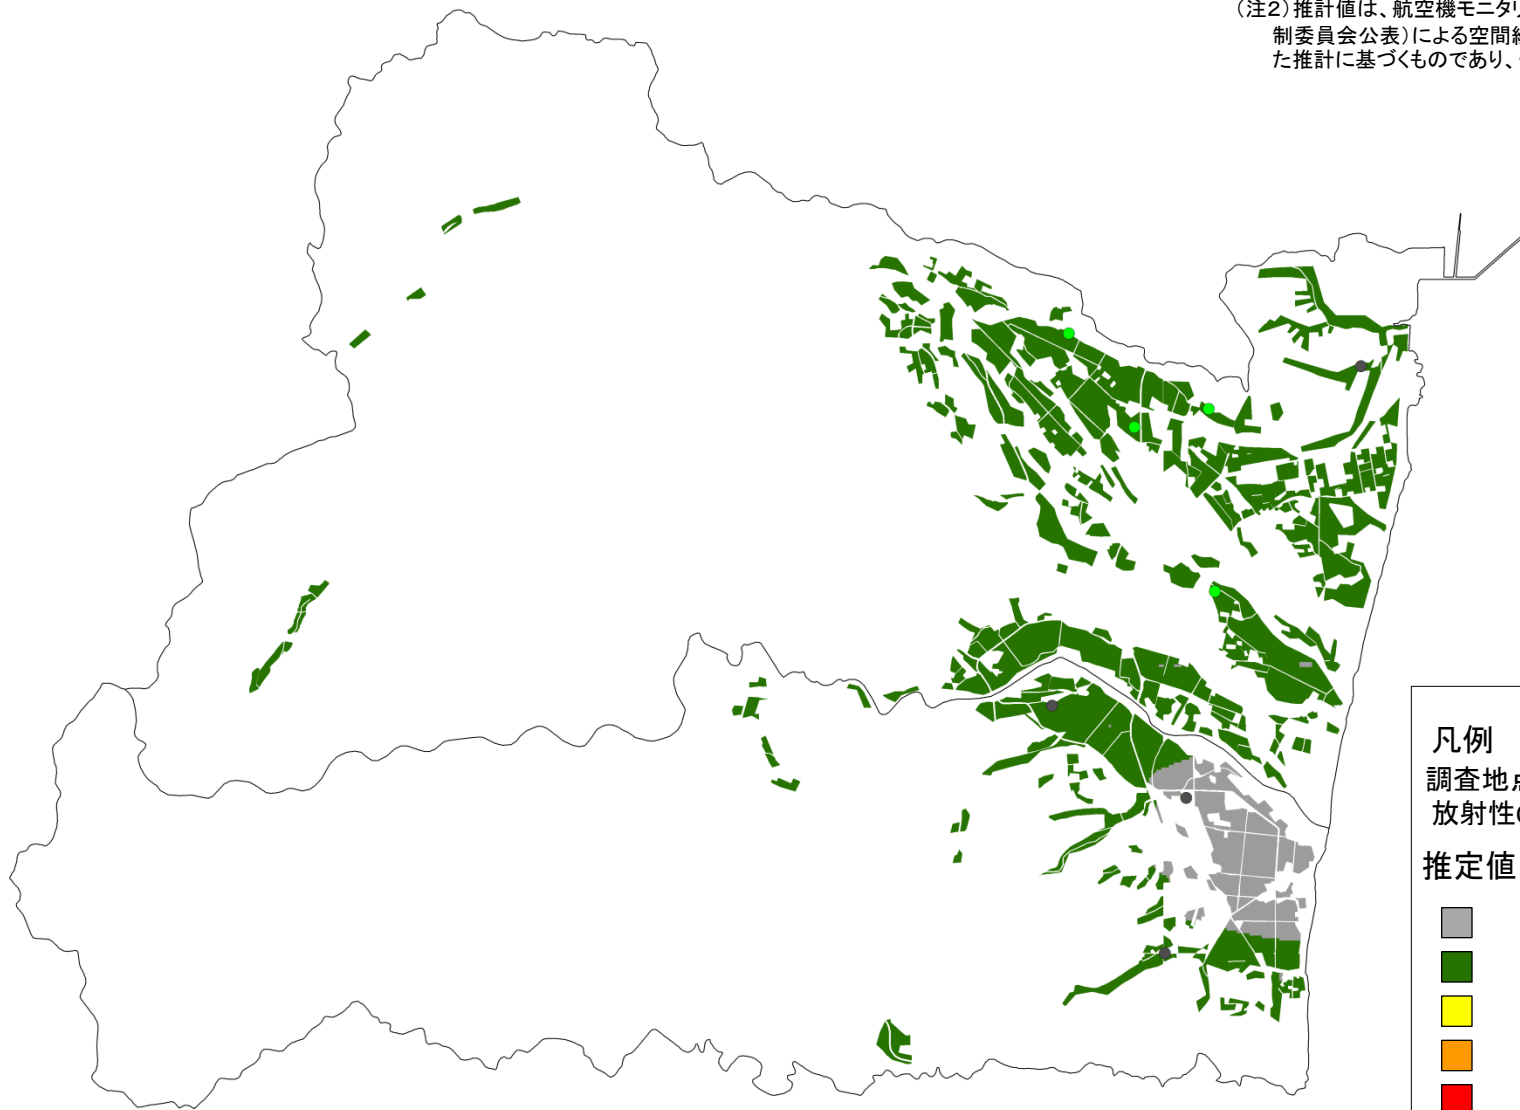 （注２）推計値は、航空機モニタリ
制委員会公表）による空間線
た推計に基づくものであり、
凡例
調査地点
放射性
推定値